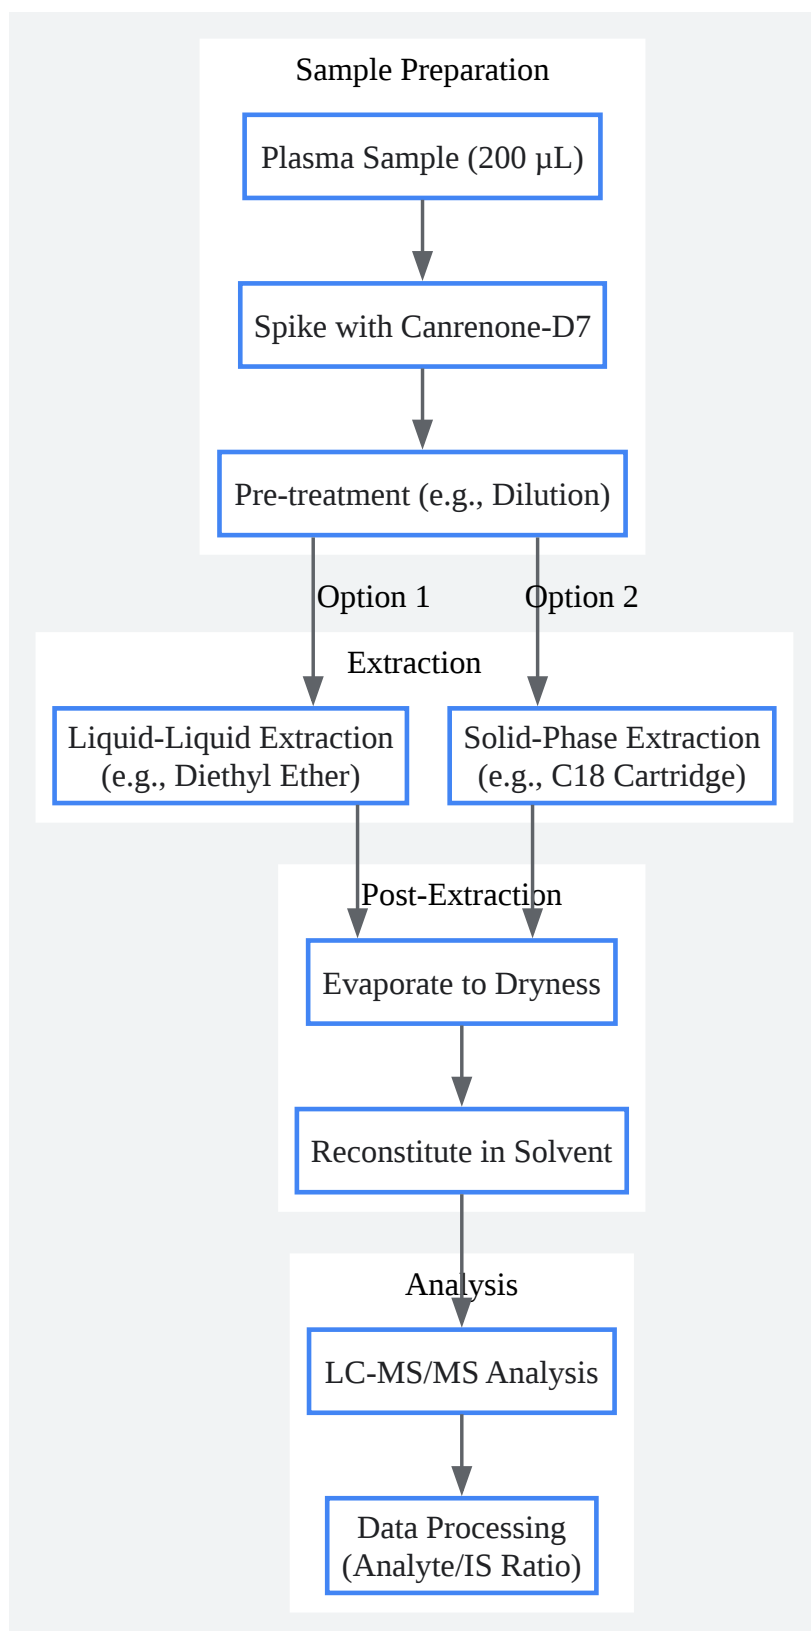 Sample Preparation
Plasma Sample (200 µL)
Spike with Canrenone-D7
Pre-treatment (e.g., Dilution)
Option 1
Option 2
Extraction
Liquid-Liquid Extraction
(e.g., Diethyl Ether)
Solid-Phase Extraction
(e.g., C18 Cartridge)
Post-Extraction
Evaporate to Dryness
Reconstitute in Solvent
Analysis
LC-MS/MS Analysis
Data Processing
(Analyte/IS Ratio)